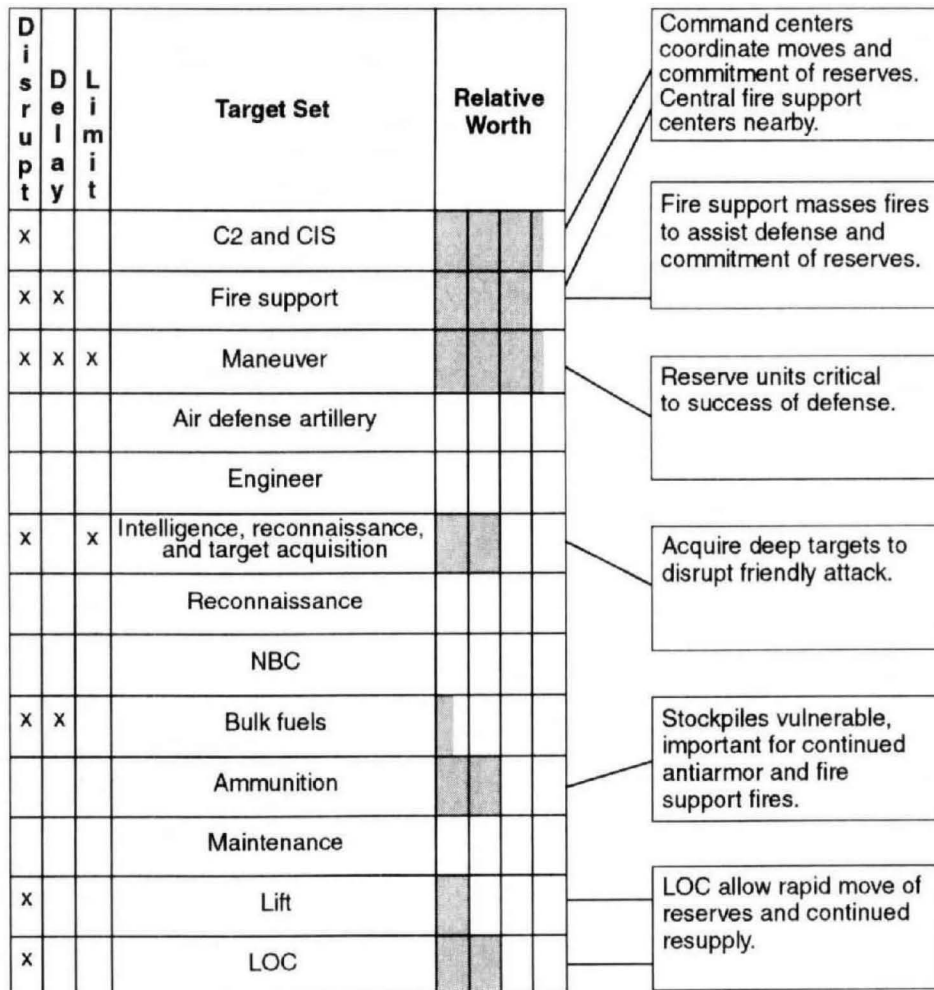 Disrupt
Delay
Limit
Target Set
Relative
Worth
Command centers
coordinate moves and
commitment of reserves.
Central fire support
centers nearby.
X
C2 and CIS
Fire support masses fires
to assist defense and
commitment of reserves.
X X
Fire support
X X X
Maneuver
Reserve units critical
to success of defense.
Air defense artillery
Engineer
X X
Intelligence, reconnaissance,
and target acquisition
Acquire deep targets to
disrupt friendly attack.
Reconnaissance
NBC
X X
Bulk fuels
Stockpiles vulnerable,
important for continued
antiarmor and fire
support fires.
Ammunition
Maintenance
X
Lift
LOC allow rapid move of
reserves and continued
resupply.
X
LOC